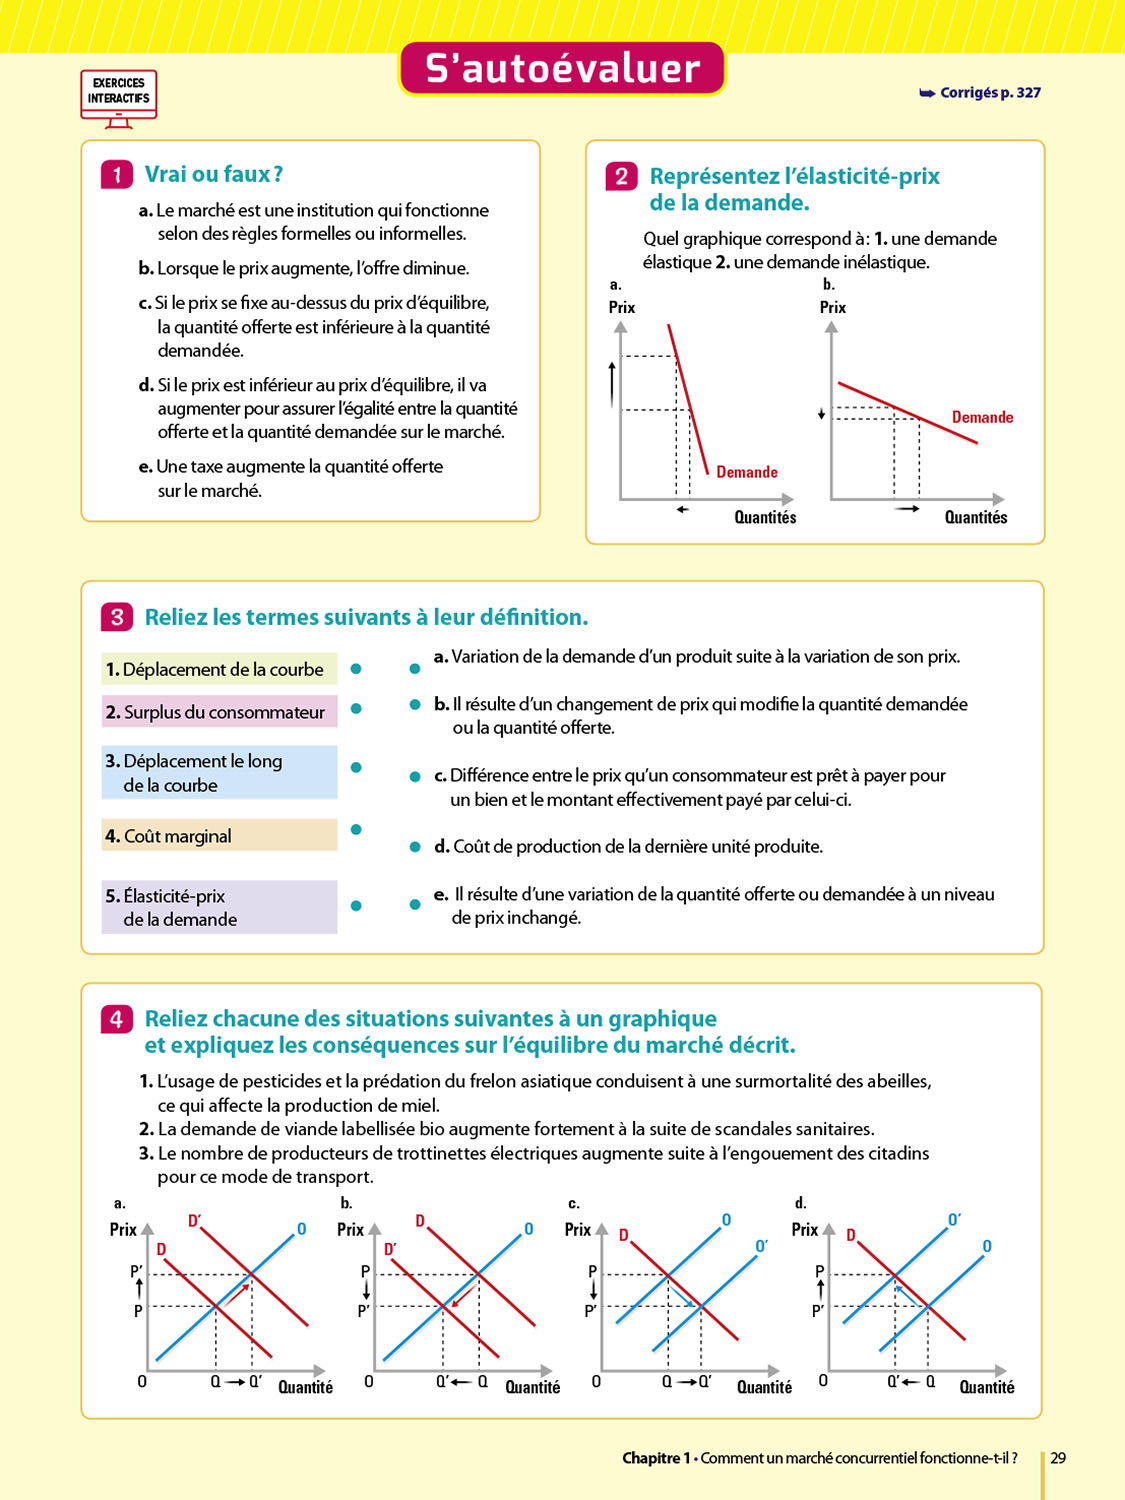 S'autoévaluer
EXERCICES
INTERACTIFS
➥ Corrigés p. 327
1 Vrai ou faux ?
a. Le marché est une institution qui fonctionne
selon des règles formelles ou informelles.
b. Lorsque le prix augmente, l'offre diminue.
c. Si le prix se fixe au-dessus du prix d'équilibre,
la quantité offerte est inférieure à la quantité
demandée.
d. Si le prix est inférieur au prix d'équilibre, il va
augmenter pour assurer l'égalité entre la quantité
offerte et la quantité demandée sur le marché.
e. Une taxe augmente la quantité offerte
sur le marché.
2 Représentez l'élasticité-prix
de la demande.
Quel graphique correspond à : 1. une demande
élastique 2. une demande inélastique.
a.
Prix
Demande
Quantités
b.
Prix
Demande
Quantités
3 Reliez les termes suivants à leur définition.
1. Déplacement de la courbe
2. Surplus du consommateur
3. Déplacement le long
de la courbe
4. Coût marginal
5. Élasticité-prix
de la demande
a. Variation de la demande d'un produit suite à la variation de son prix.
b. Il résulte d'un changement de prix qui modifie la quantité demandée
ou la quantité offerte.
c. Différence entre le prix qu'un consommateur est prêt à payer pour
un bien et le montant effectivement payé par celui-ci.
d. Coût de production de la dernière unité produite.
e. Il résulte d'une variation de la quantité offerte ou demandée à un niveau
de prix inchangé.
4 Reliez chacune des situations suivantes à un graphique
et expliquez les conséquences sur l'équilibre du marché décrit.
1. L'usage de pesticides et la prédation du frelon asiatique conduisent à une surmortalité des abeilles,
ce qui affecte la production de miel.
2. La demande de viande labellisée bio augmente fortement à la suite de scandales sanitaires.
3. Le nombre de producteurs de trottinettes électriques augmente suite à l'engouement des citadins
pour ce mode de transport.
a.
Prix
D'
O
D
P'
P
O
Q
Q'
Quantité
b.
Prix
D
O
D'
P
P'
O
Q'
Q
Quantité
c.
Prix
D
O
O'
P
P'
O
Q
Q'
Quantité
d.
Prix
D
O'
O
P
P'
O
Q'
Q
Quantité
Chapitre 1 • Comment un marché concurrentiel fonctionne-t-il ?
29